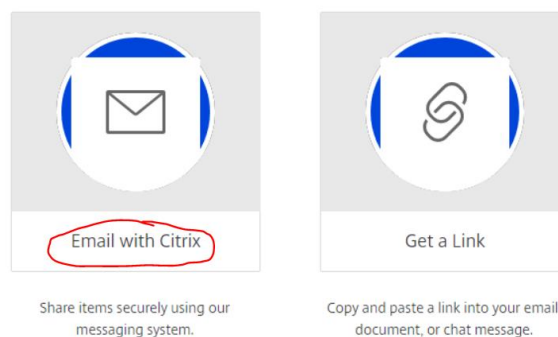 Email with Citrix
Share items securely using our
messaging system.
Get a Link
Copy and paste a link into your email
document, or chat message.